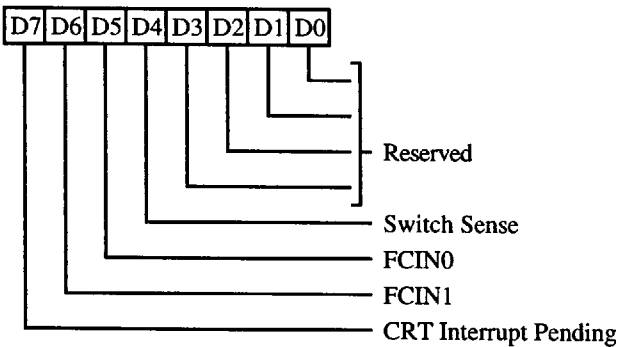 D7 D6 D5 D4 D3 D2 D1 D0
Reserved
Switch Sense
FCIN0
FCIN1
CRT Interrupt Pending